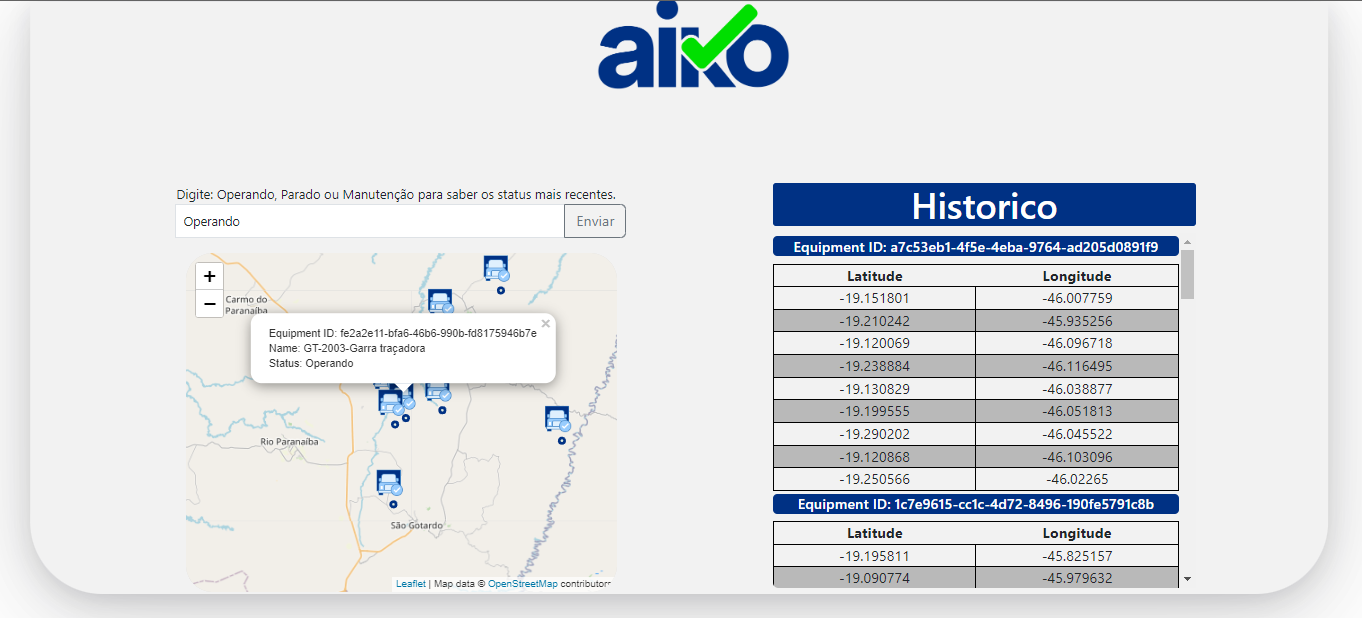 aiko
Digite: Operando, Parado ou Manutenção para saber os status mais recentes.
Operando
Enviar
+
−
Carmo do
Paranaíba
Equipment ID: fe2a2e11-bfa6-46b6-990b-fd8175946b7e
×
Name: GT-2003-Garra traçadora
Status: Operando
Rio Paranaíba
São Gotardo
Leaflet | Map data © OpenStreetMap contributors
Historico
Equipment ID: a7c53eb1-4f5e-4eba-9764-ad205d0891f9
Latitude Longitude
-19.151801 -46.007759
-19.210242 -45.935256
-19.120069 -46.096718
-19.238884 -46.116495
-19.130829 -46.038877
-19.199555 -46.051813
-19.290202 -46.045522
-19.120868 -46.103096
-19.250566 -46.02265
Equipment ID: 1c7e9615-cc1c-4d72-8496-190fe5791c8b
Latitude Longitude
-19.195811 -45.825157
-19.090774 -45.979632